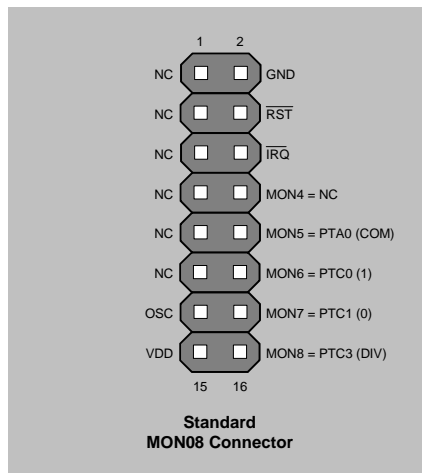 1 2
NC GND
NC RST
NC IRQ
NC MON4 = NC
NC MON5 = PTA0 (COM)
NC MON6 = PTC0 (1)
OSC MON7 = PTC1 (0)
VDD MON8 = PTC3 (DIV)
15 16
Standard
MON08 Connector